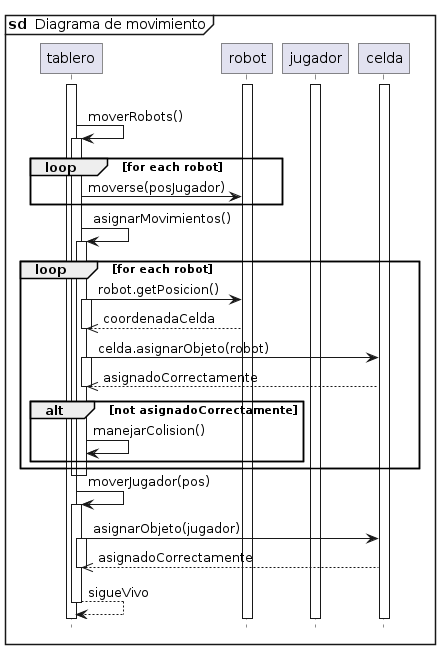 sd Diagrama de movimiento
tablero robot jugador celda
moverRobots()
loop [for each robot]
moverse(posJugador)
asignarMovimientos()
loop [for each robot]
robot.getPosicion()
coordenadaCelda
celda.asignarObjeto(robot)
asignadoCorrectamente
alt [not asignadoCorrectamente]
manejarColision()
moverJugador(pos)
asignarObjeto(jugador)
asignadoCorrectamente
sigueVivo